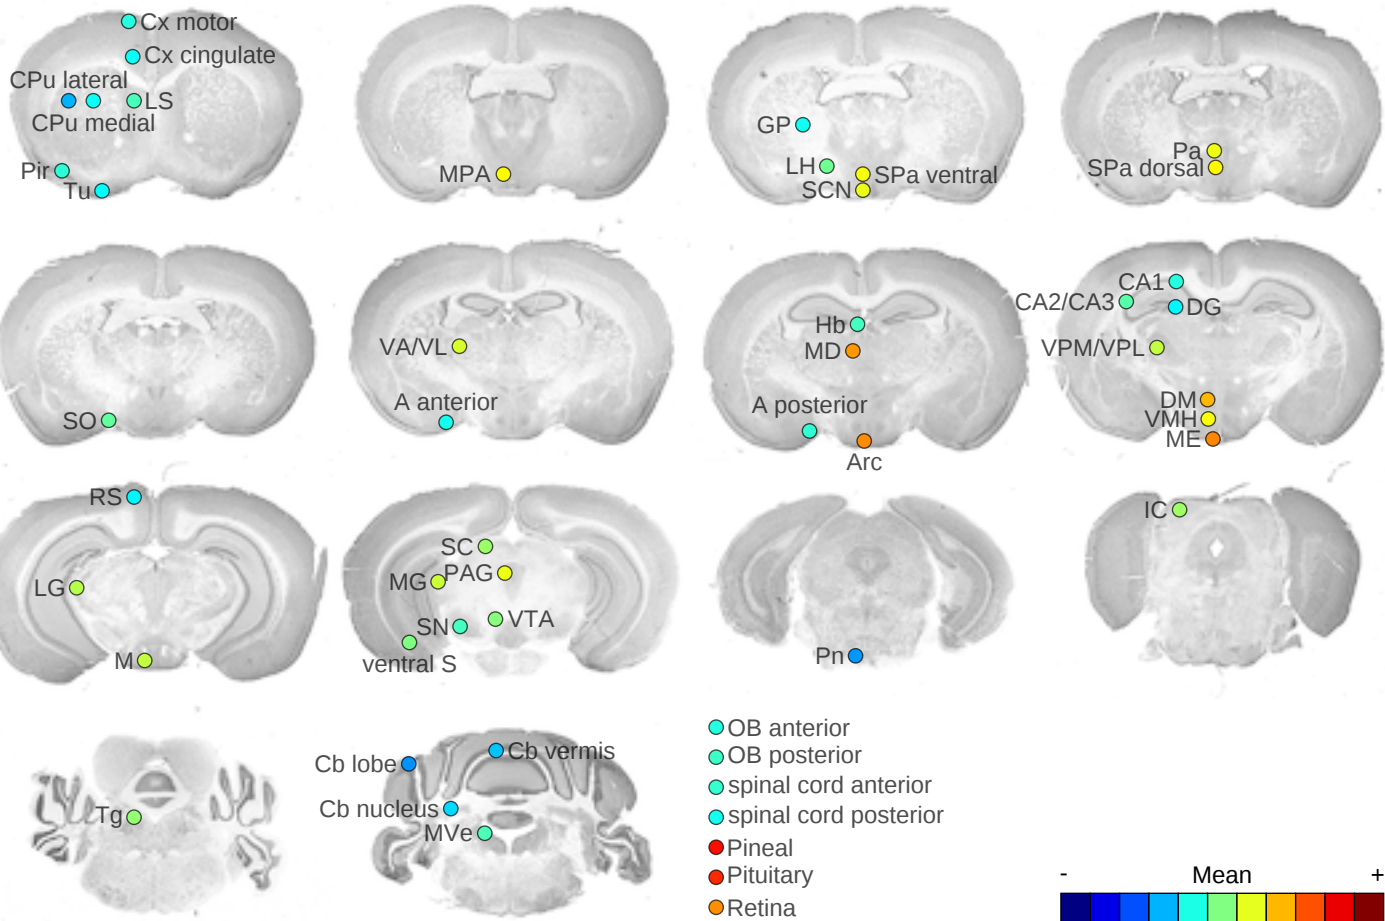 Cx motor
Cx cingulate
CPu lateral
LS
CPu medial
Pir
Tu
MPA
GP
LH
SPa ventral
SCN
Pa
SPa dorsal
SO
VA/VL
A anterior
Hb
MD
A posterior
Arc
CA1
CA2/CA3
DG
VPM/VPL
DM
VMH
ME
RS
LG
M
SC
MG
PAG
SN
VTA
ventral S
Pn
IC
Tg
Cb lobe
Cb vermis
Cb nucleus
MVe
OB anterior
OB posterior
spinal cord anterior
spinal cord posterior
Pineal
Pituitary
Retina
- Mean +